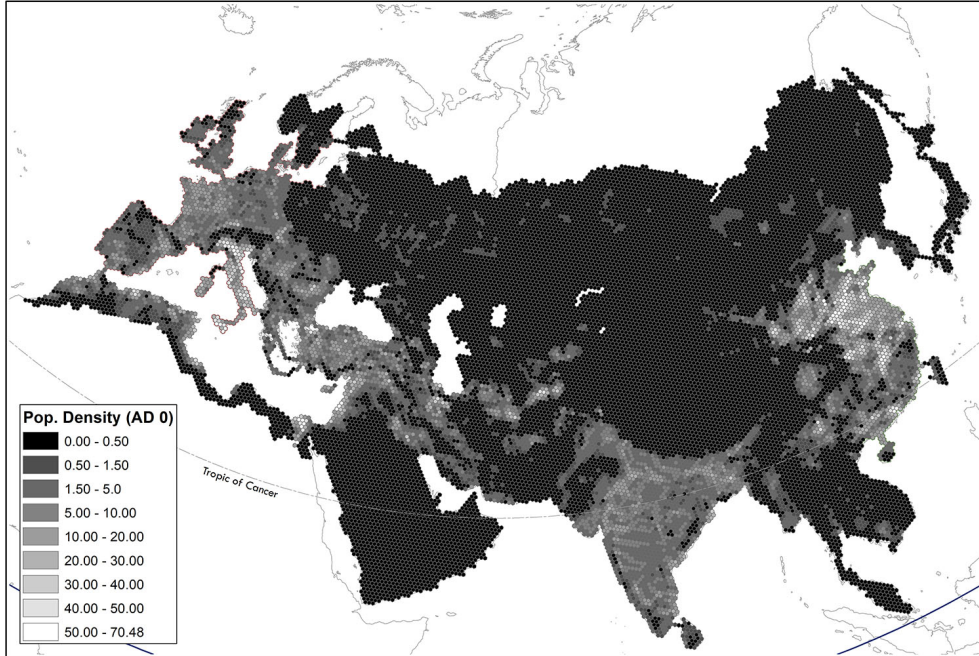 Tropic of Cancer
Pop. Density (AD 0)
0.00 - 0.50
0.50 - 1.50
1.50 - 5.0
5.00 - 10.00
10.00 - 20.00
20.00 - 30.00
30.00 - 40.00
40.00 - 50.00
50.00 - 70.48